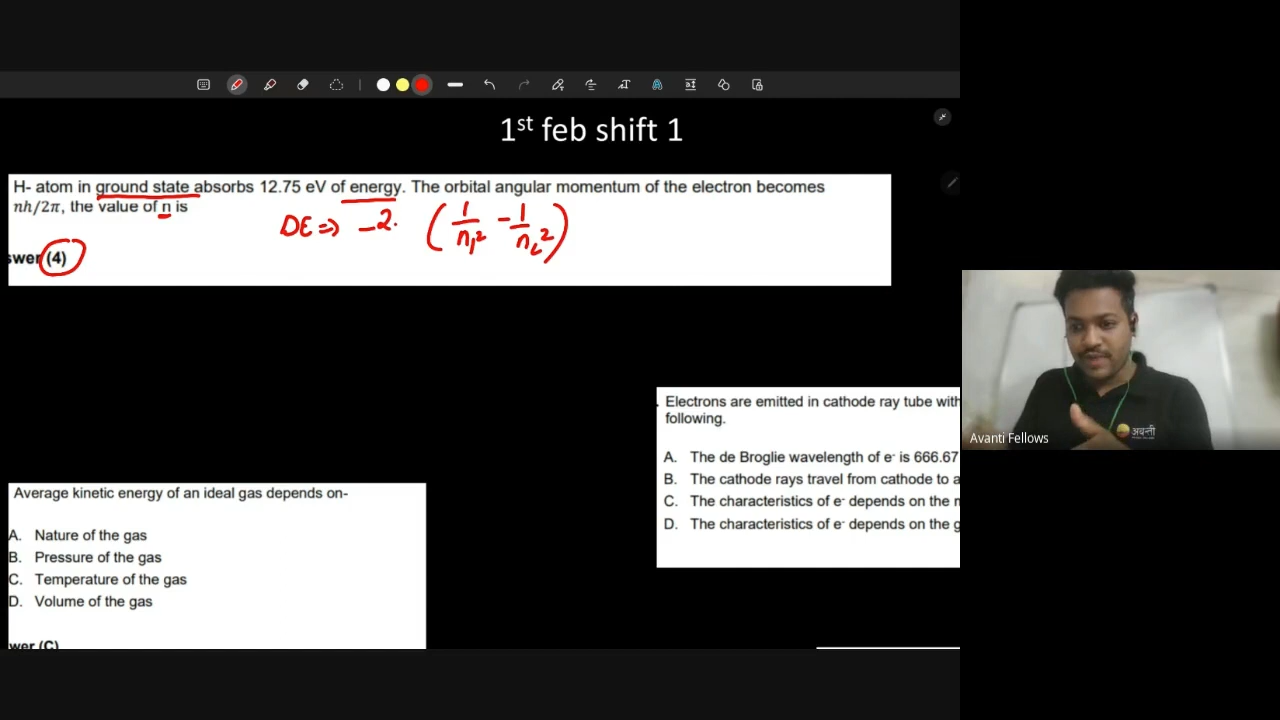 1st feb shift 1
H- atom in ground state absorbs 12.75 eV of energy. The orbital angular momentum of the electron becomes
nh/2π, the value of n is
DE ⇒ -2. (1/n₁² - 1/n₂²)
swer (4)
. Electrons are emitted in cathode ray tube with
following.
A. The de Broglie wavelength of e- is 666.67
B. The cathode rays travel from cathode to a
C. The characteristics of e- depends on the
D. The characteristics of e- depends on the g
Average kinetic energy of an ideal gas depends on-
A. Nature of the gas
B. Pressure of the gas
C. Temperature of the gas
D. Volume of the gas
wer (C)
Avanti Fellows
अवन्ती